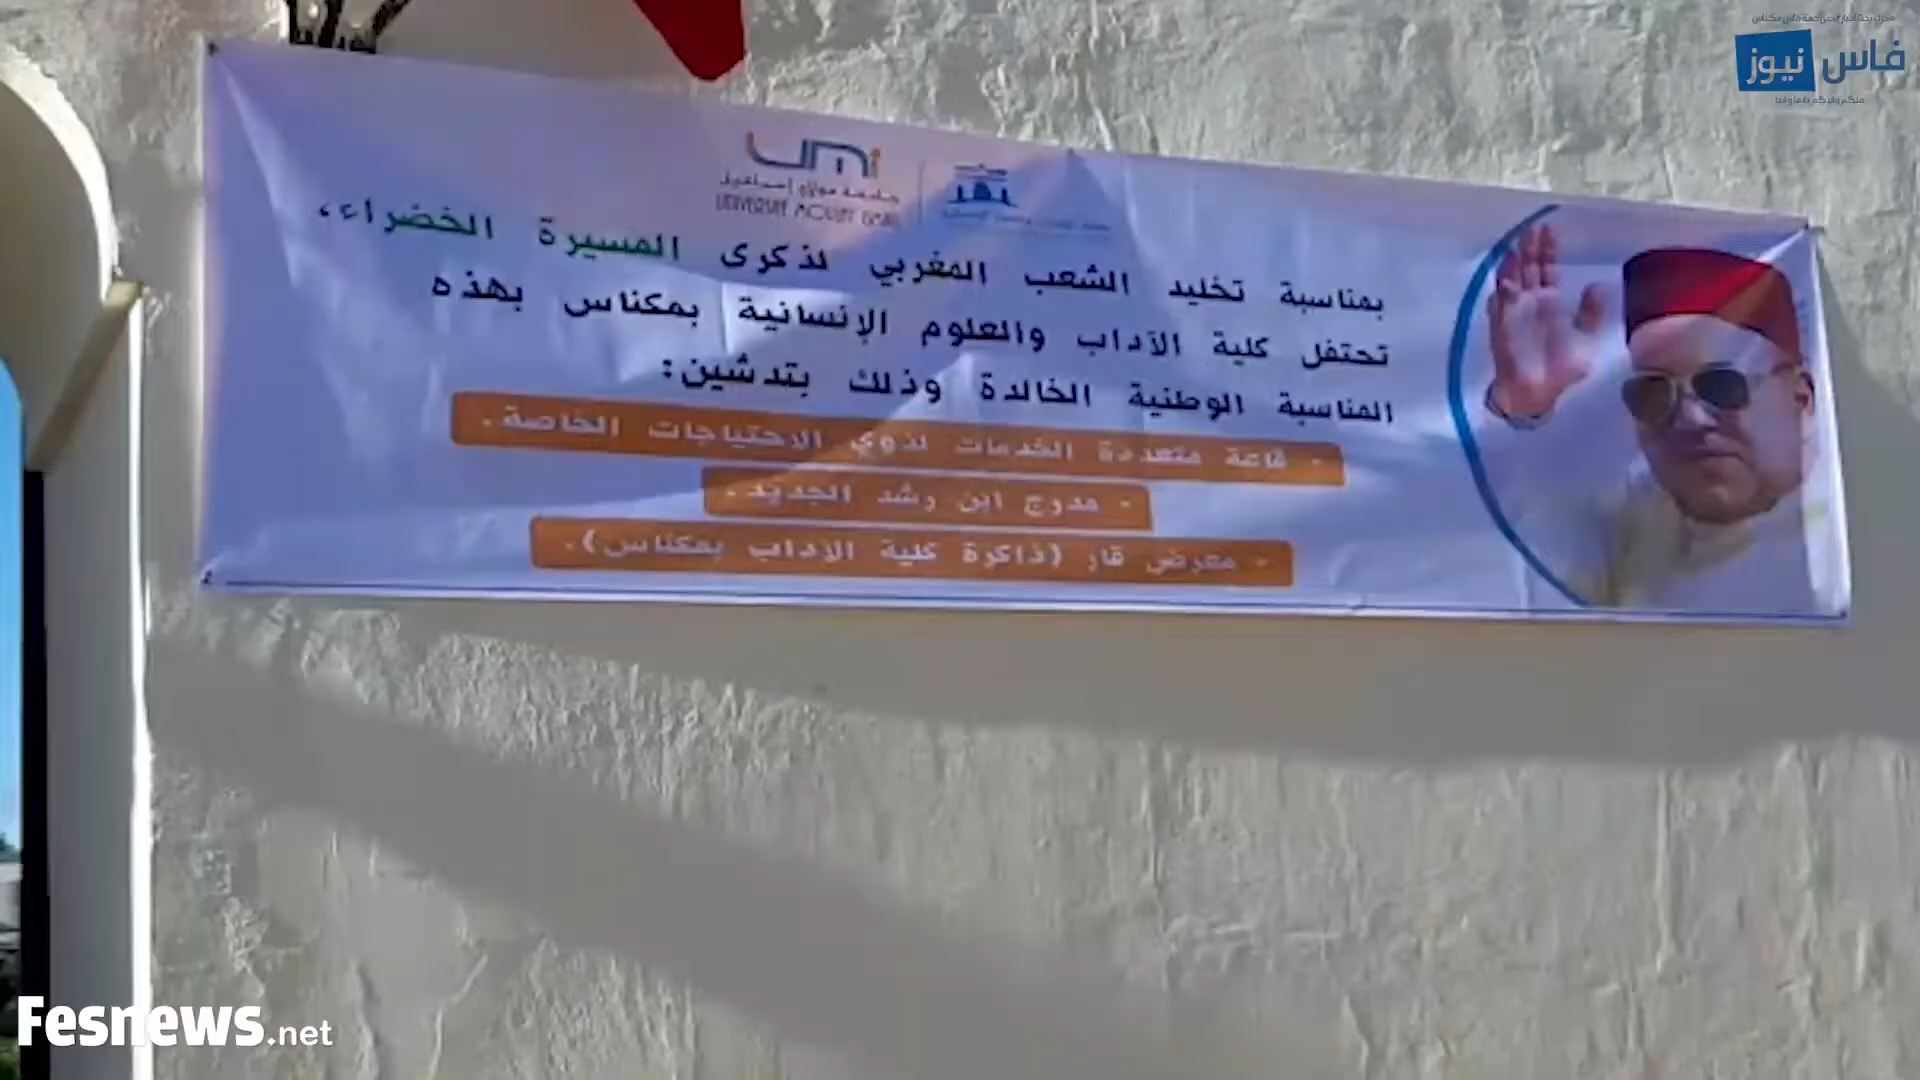 فاس نيوز
umi
جامعة مولاي إسماعيل
UNIVERSITÉ MOULAY ISMAIL
بمناسبة تخليد الشعب المغربي لذكرى المسيرة الخضراء،
تحتفل كلية الآداب والعلوم الإنسانية بمكناس بهذه
المناسبة الوطنية الخالدة وذلك بتدشين:
- قاعة متعددة الخدمات لذوي الاحتياجات الخاصة.
- مدرج ابن رشد الجديد.
- معرض قار (ذاكرة كلية الآداب بمكناس).
Fesnews.net